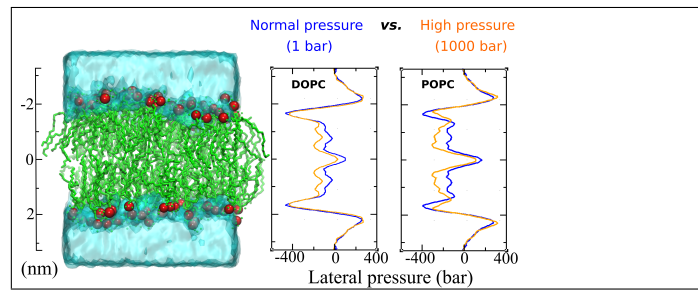 Normal pressure vs. High pressure
(1 bar) (1000 bar)
DOPC POPC
-2
0
2
(nm)
-400 0 400 -400 0 400
Lateral pressure (bar)